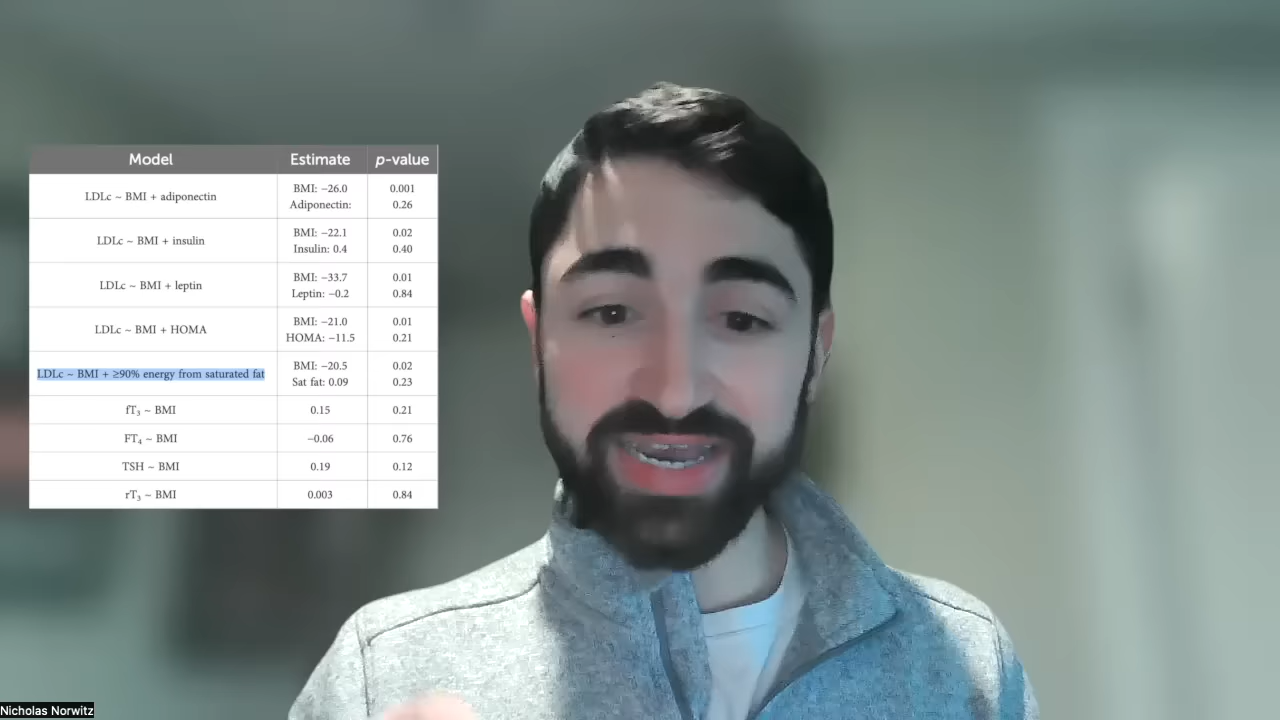 Model Estimate p-value
LDLc ~ BMI + adiponectin BMI: −26.0 0.001
Adiponectin: 0.26
LDLc ~ BMI + insulin BMI: −22.1 0.02
Insulin: 0.4 0.40
LDLc ~ BMI + leptin BMI: −33.7 0.01
Leptin: −0.2 0.84
LDLc ~ BMI + HOMA BMI: −21.0 0.01
HOMA: −11.5 0.21
LDLc ~ BMI + ≥90% energy from saturated fat BMI: −20.5 0.02
Sat fat: 0.09 0.23
fT₃ ~ BMI 0.15 0.21
FT₄ ~ BMI −0.06 0.76
TSH ~ BMI 0.19 0.12
rT₃ ~ BMI 0.003 0.84
Nicholas Norwitz